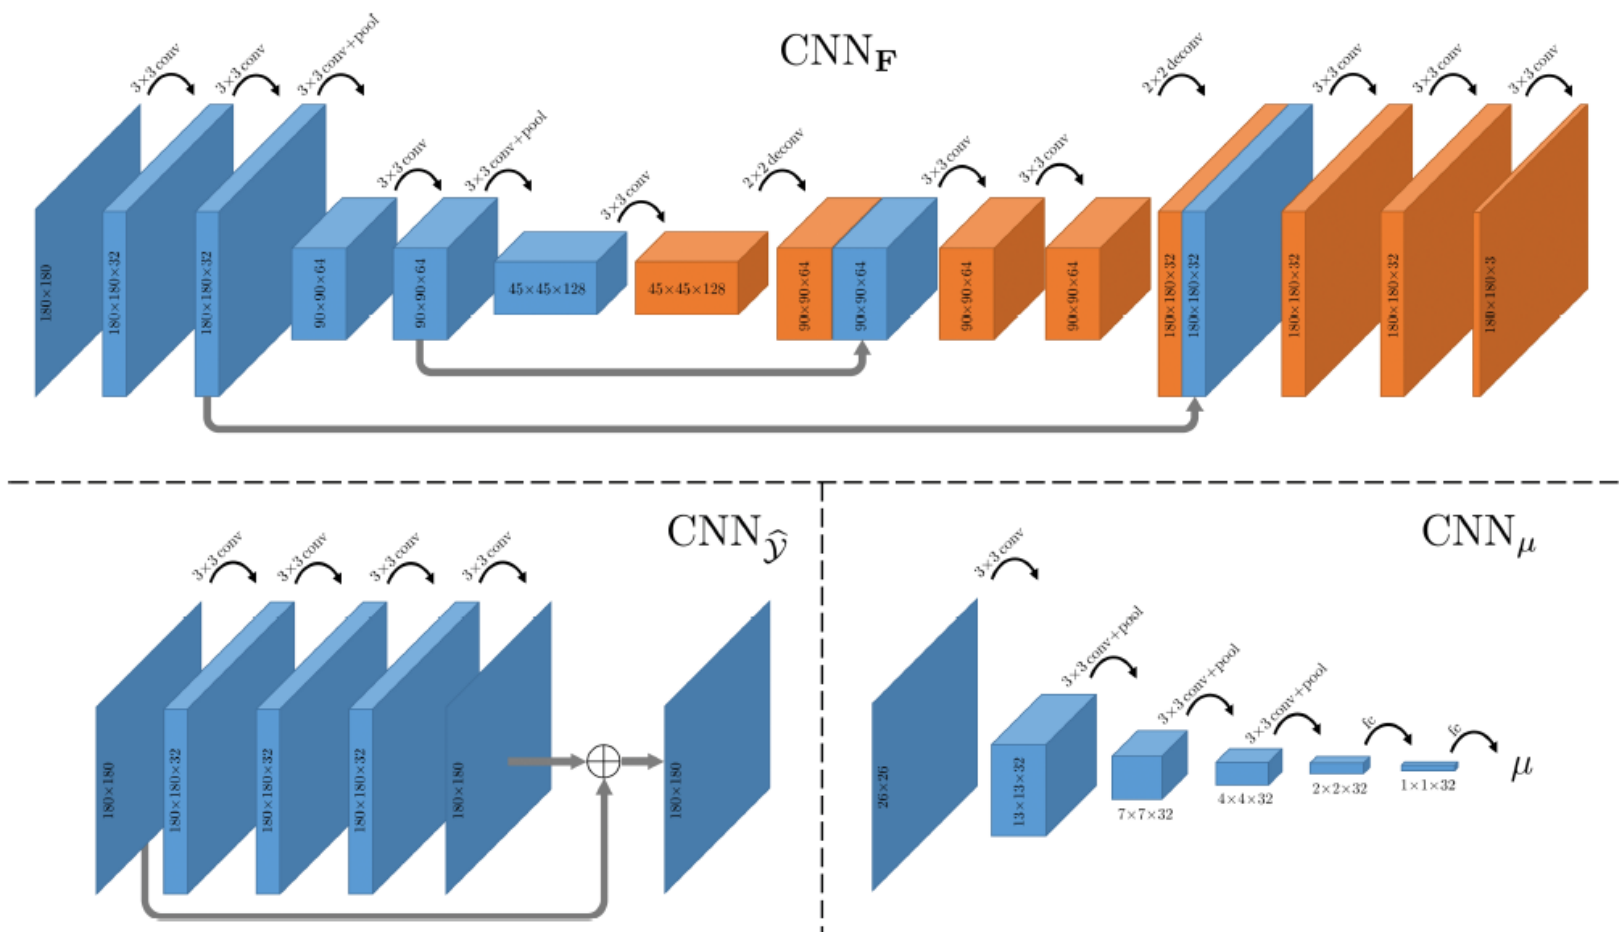 CNN_F
3×3 conv
3×3 conv
3×3 conv+pool
3×3 conv
3×3 conv+pool
3×3 conv
2×2 deconv
3×3 conv
3×3 conv
2×2 deconv
3×3 conv
3×3 conv
3×3 conv
180×180
180×180×32
180×180×32
90×90×64
90×90×64
45×45×128
45×45×128
90×90×64
90×90×64
90×90×64
90×90×64
180×180×32
180×180×32
180×180×32
180×180×32
180×180×3
CNN_𝒴̂
3×3 conv
3×3 conv
3×3 conv
3×3 conv
180×180
180×180×32
180×180×32
180×180×32
180×180
180×180
CNN_μ
3×3 conv
3×3 conv+pool
3×3 conv+pool
3×3 conv+pool
fc
fc
26×26
13×13×32
7×7×32
4×4×32
2×2×32
1×1×32
μ